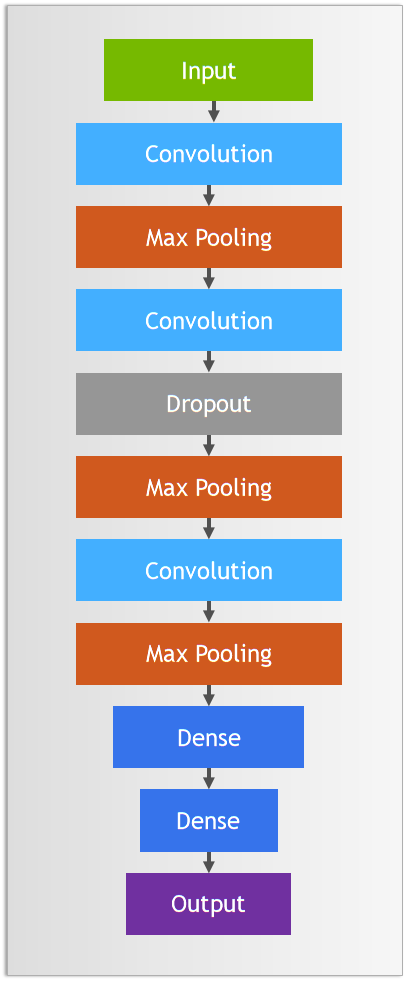 Input
Convolution
Max Pooling
Convolution
Dropout
Max Pooling
Convolution
Max Pooling
Dense
Dense
Output